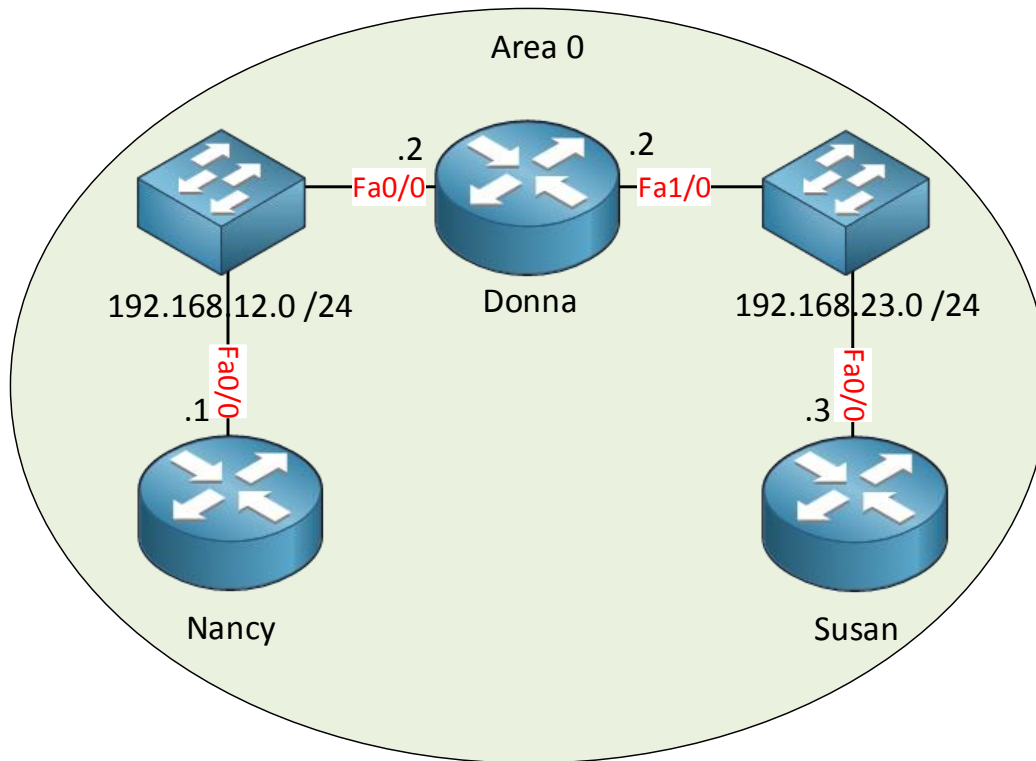 Area 0
.2
.2
Fa0/0
Fa1/0
Donna
192.168.12.0 /24
192.168.23.0 /24
Fa0/0
Fa0/0
.1
.3
Nancy
Susan